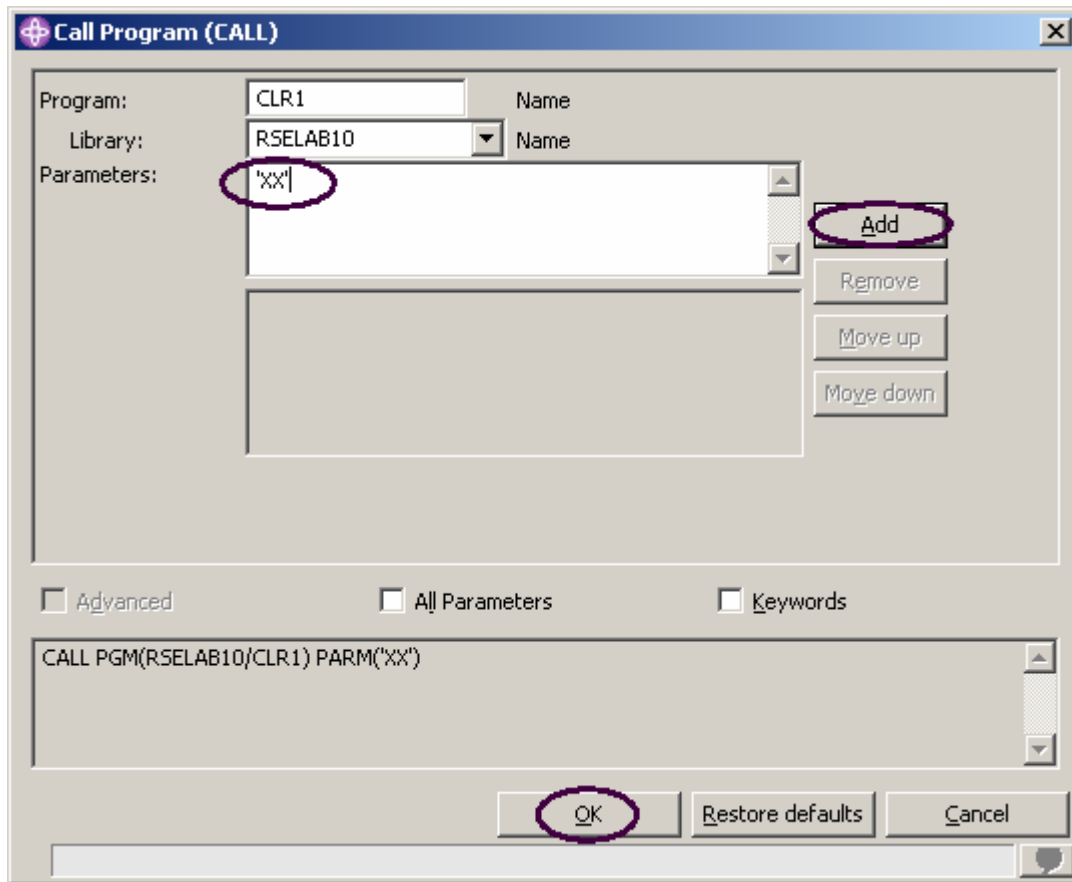 Call Program (CALL)
Program: CLR1 Name
Library: RSELAB10 Name
Parameters: 'XX'
Add
Remove
Move up
Move down
Advanced All Parameters Keywords
CALL PGM(RSELAB10/CLR1) PARM('XX')
OK Restore defaults Cancel